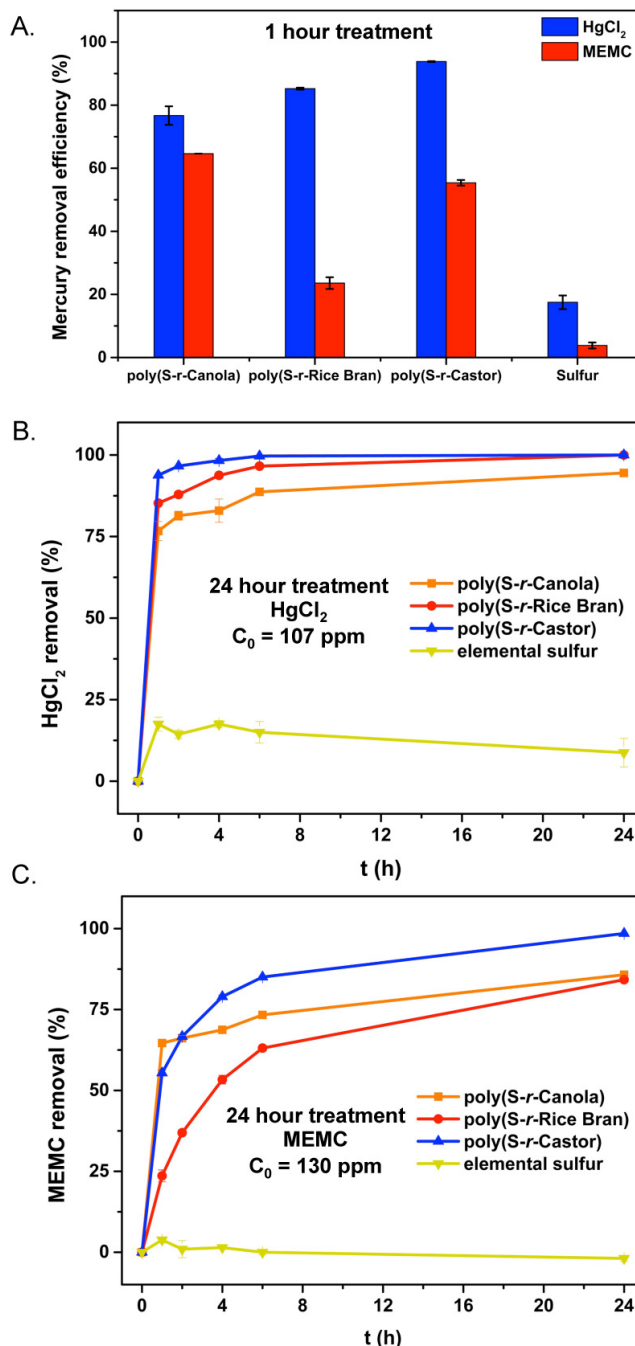 A.
1 hour treatment
HgCl₂
MEMC
Mercury removal efficiency (%)
100
80
60
40
20
0
poly(S-r-Canola) poly(S-r-Rice Bran) poly(S-r-Castor) Sulfur
B.
HgCl₂ removal (%)
100
75
50
25
0
24 hour treatment
HgCl₂
C₀ = 107 ppm
poly(S-r-Canola)
poly(S-r-Rice Bran)
poly(S-r-Castor)
elemental sulfur
0 4 8 12 16 20 24
t (h)
C.
MEMC removal (%)
100
75
50
25
0
24 hour treatment
MEMC
C₀ = 130 ppm
poly(S-r-Canola)
poly(S-r-Rice Bran)
poly(S-r-Castor)
elemental sulfur
0 4 8 12 16 20 24
t (h)